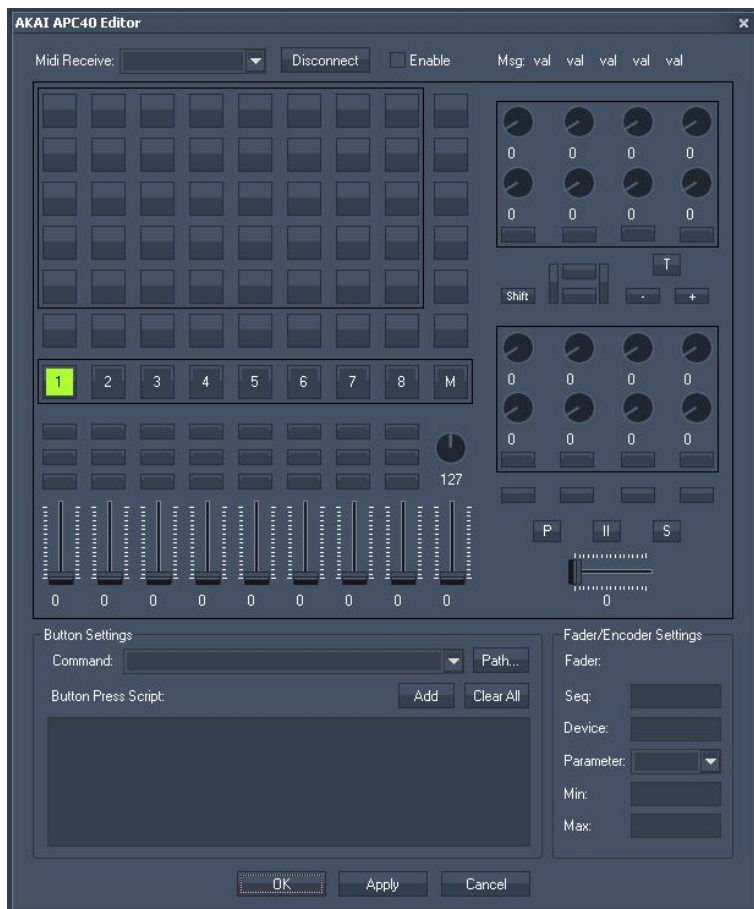 AKAI APC40 Editor
Midi Receive: Disconnect Enable Msg: val val val val val
0 0 0 0
0 0 0 0
T
Shift - +
1 2 3 4 5 6 7 8 M
0 0 0 0
0 0 0 0
127
P II S
0 0 0 0 0 0 0 0 0 0
Button Settings
Command: Path...
Button Press Script: Add Clear All
Fader/Encoder Settings
Fader:
Seq:
Device:
Parameter:
Min:
Max:
OK Apply Cancel